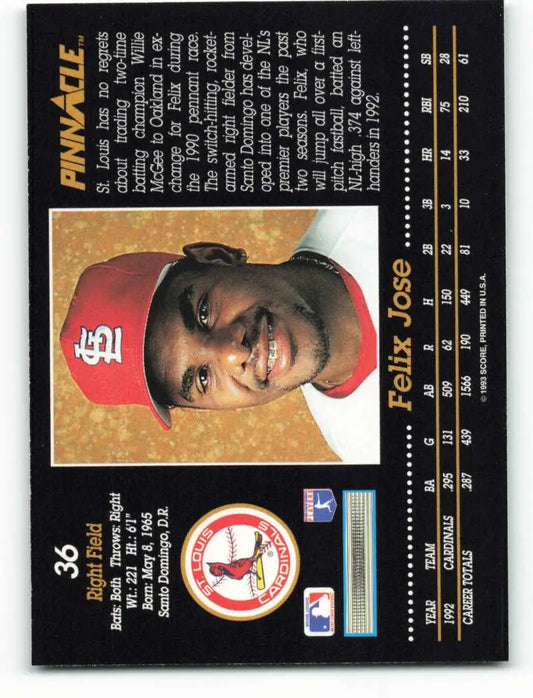 36
Right Field
Bats: Both Throws: Right
Wt.: 221 Ht.: 6'1"
Born: May 8, 1965
Santo Domingo, D.R.
ST. LOUIS
CARDINALS
®
StL
PINNACLE™
St. Louis has no regrets
about trading two-time
batting champion Willie
McGee to Oakland in ex-
change for Felix during
the 1990 pennant race.
The switch-hitting, rocket-
armed right fielder from
Santo Domingo has devel-
oped into one of the NL's
premier players the past
two seasons. Felix, who
will jump all over a first-
pitch fastball, batted an
NL-high .374 against left-
handers in 1992.
Felix Jose
YEAR TEAM BA G AB R H 2B 3B HR RBI SB
1992 CARDINALS .295 131 509 62 150 22 3 14 75 28
CAREER TOTALS .287 439 1566 190 449 81 10 33 210 61
© 1993 SCORE, PRINTED IN U.S.A.